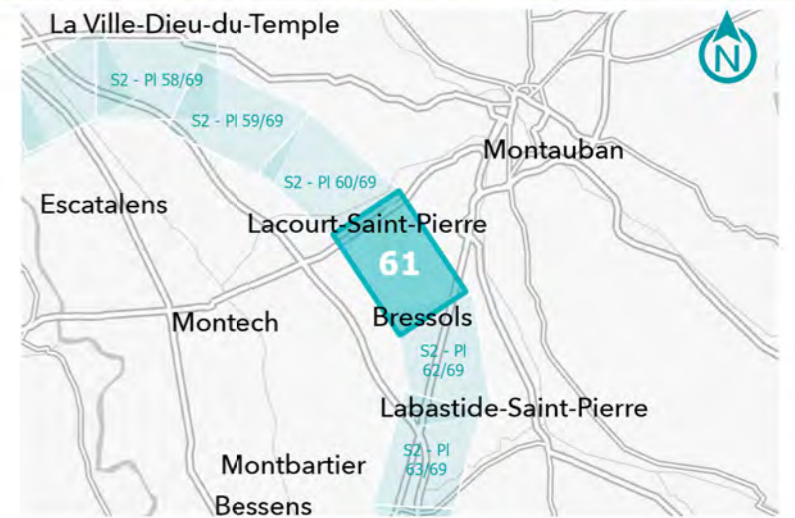 La Ville-Dieu-du-Temple
N
S2 - Pl 58/69
S2 - Pl 59/69
Montauban
S2 - Pl 60/69
Escatalens
Lacourt-Saint-Pierre
61
Montech
Bressols
S2 - Pl
62/69
Labastide-Saint-Pierre
S2 - Pl
63/69
Montbartier
Bessens